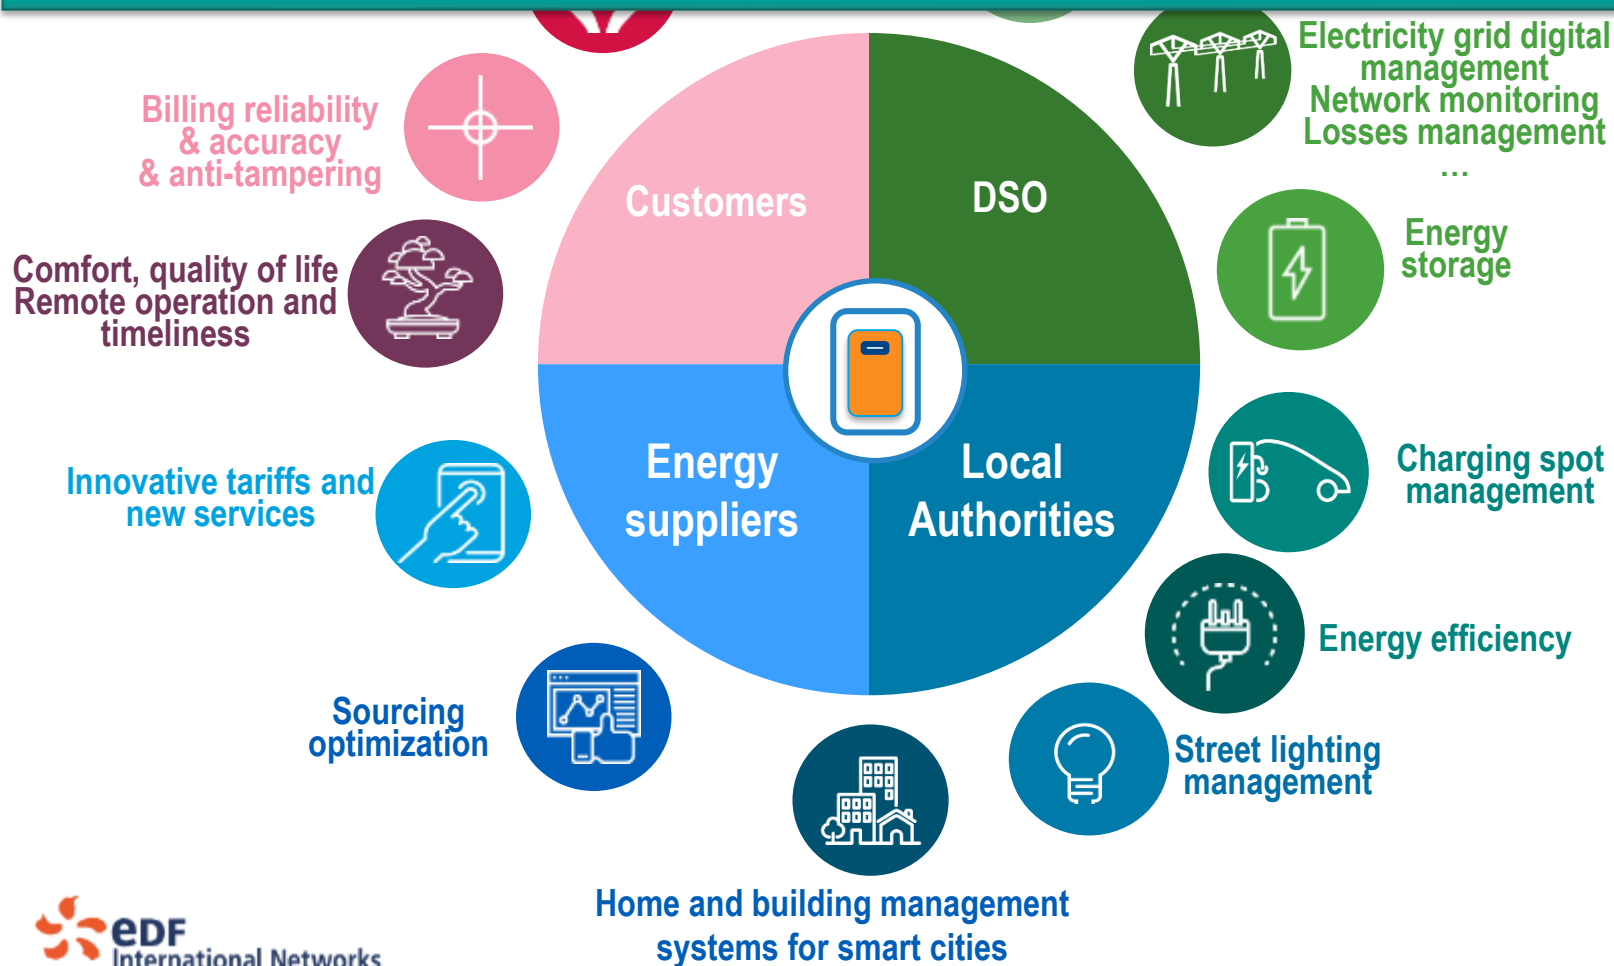 Electricity grid digital
management
Network monitoring
Losses management
...
Billing reliability
& accuracy
& anti-tampering
Customers
DSO
Energy
storage
Comfort, quality of life
Remote operation and
timeliness
Energy
suppliers
Local
Authorities
Charging spot
management
Innovative tariffs and
new services
Energy efficiency
Sourcing
optimization
Street lighting
management
Home and building management
systems for smart cities
eDF
International Networks